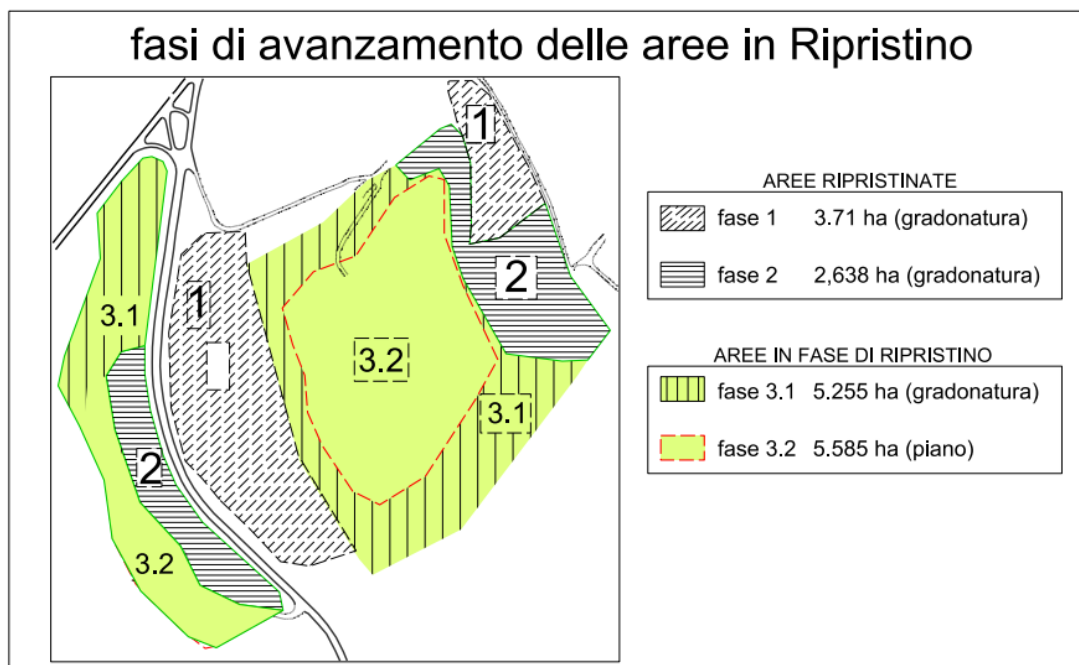 fasi di avanzamento delle aree in Ripristino
1
1
2
3.1
3.2
3.1
2
3.2
AREE RIPRISTINATE
fase 1 3.71 ha (gradonatura)
fase 2 2,638 ha (gradonatura)
AREE IN FASE DI RIPRISTINO
fase 3.1 5.255 ha (gradonatura)
fase 3.2 5.585 ha (piano)